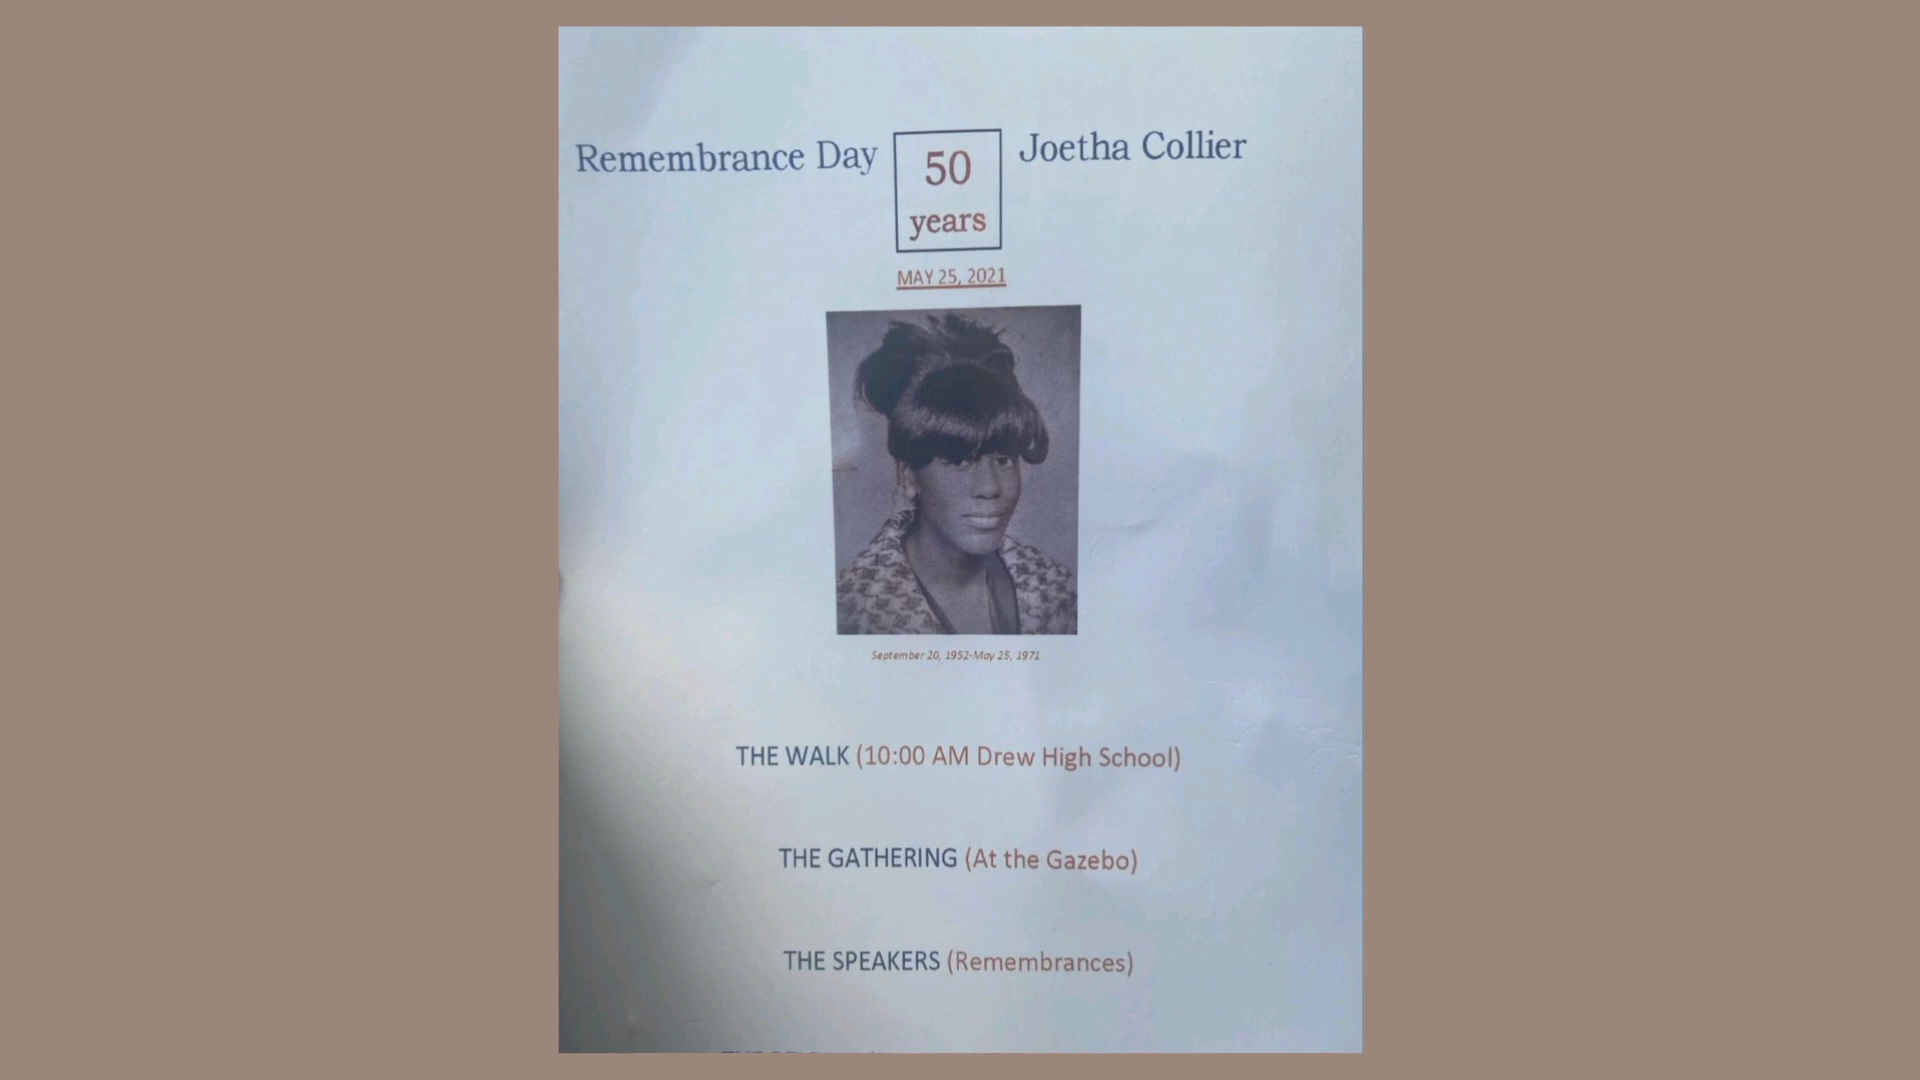 Remembrance Day
50
years
Joetha Collier
MAY 25, 2021
September 20, 1952-May 25, 1971
THE WALK (10:00 AM Drew High School)
THE GATHERING (At the Gazebo)
THE SPEAKERS (Remembrances)